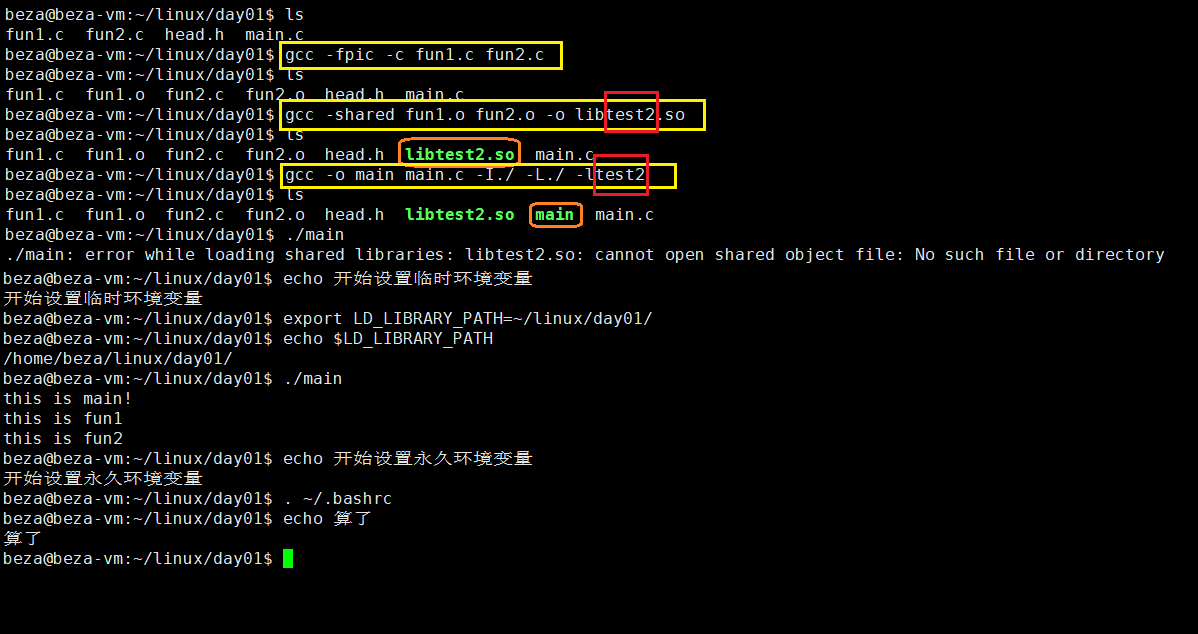 beza@beza-vm:~/linux/day01$ ls
fun1.c  fun2.c  head.h  main.c
beza@beza-vm:~/linux/day01$ gcc -fpic -c fun1.c fun2.c
beza@beza-vm:~/linux/day01$ ls
fun1.c  fun1.o  fun2.c  fun2.o  head.h  main.c
beza@beza-vm:~/linux/day01$ gcc -shared fun1.o fun2.o -o libtest2.so
beza@beza-vm:~/linux/day01$ ls
fun1.c  fun1.o  fun2.c  fun2.o  head.h  libtest2.so  main.c
beza@beza-vm:~/linux/day01$ gcc -o main main.c -I./ -L./ -ltest2
beza@beza-vm:~/linux/day01$ ls
fun1.c  fun1.o  fun2.c  fun2.o  head.h  libtest2.so  main  main.c
beza@beza-vm:~/linux/day01$ ./main
./main: error while loading shared libraries: libtest2.so: cannot open shared object file: No such file or directory
beza@beza-vm:~/linux/day01$ echo 开始设置临时环境变量
开始设置临时环境变量
beza@beza-vm:~/linux/day01$ export LD_LIBRARY_PATH=~/linux/day01/
beza@beza-vm:~/linux/day01$ echo $LD_LIBRARY_PATH
/home/beza/linux/day01/
beza@beza-vm:~/linux/day01$ ./main
this is main!
this is fun1
this is fun2
beza@beza-vm:~/linux/day01$ echo 开始设置永久环境变量
开始设置永久环境变量
beza@beza-vm:~/linux/day01$ . ~/.bashrc
beza@beza-vm:~/linux/day01$ echo 算了
算了
beza@beza-vm:~/linux/day01$